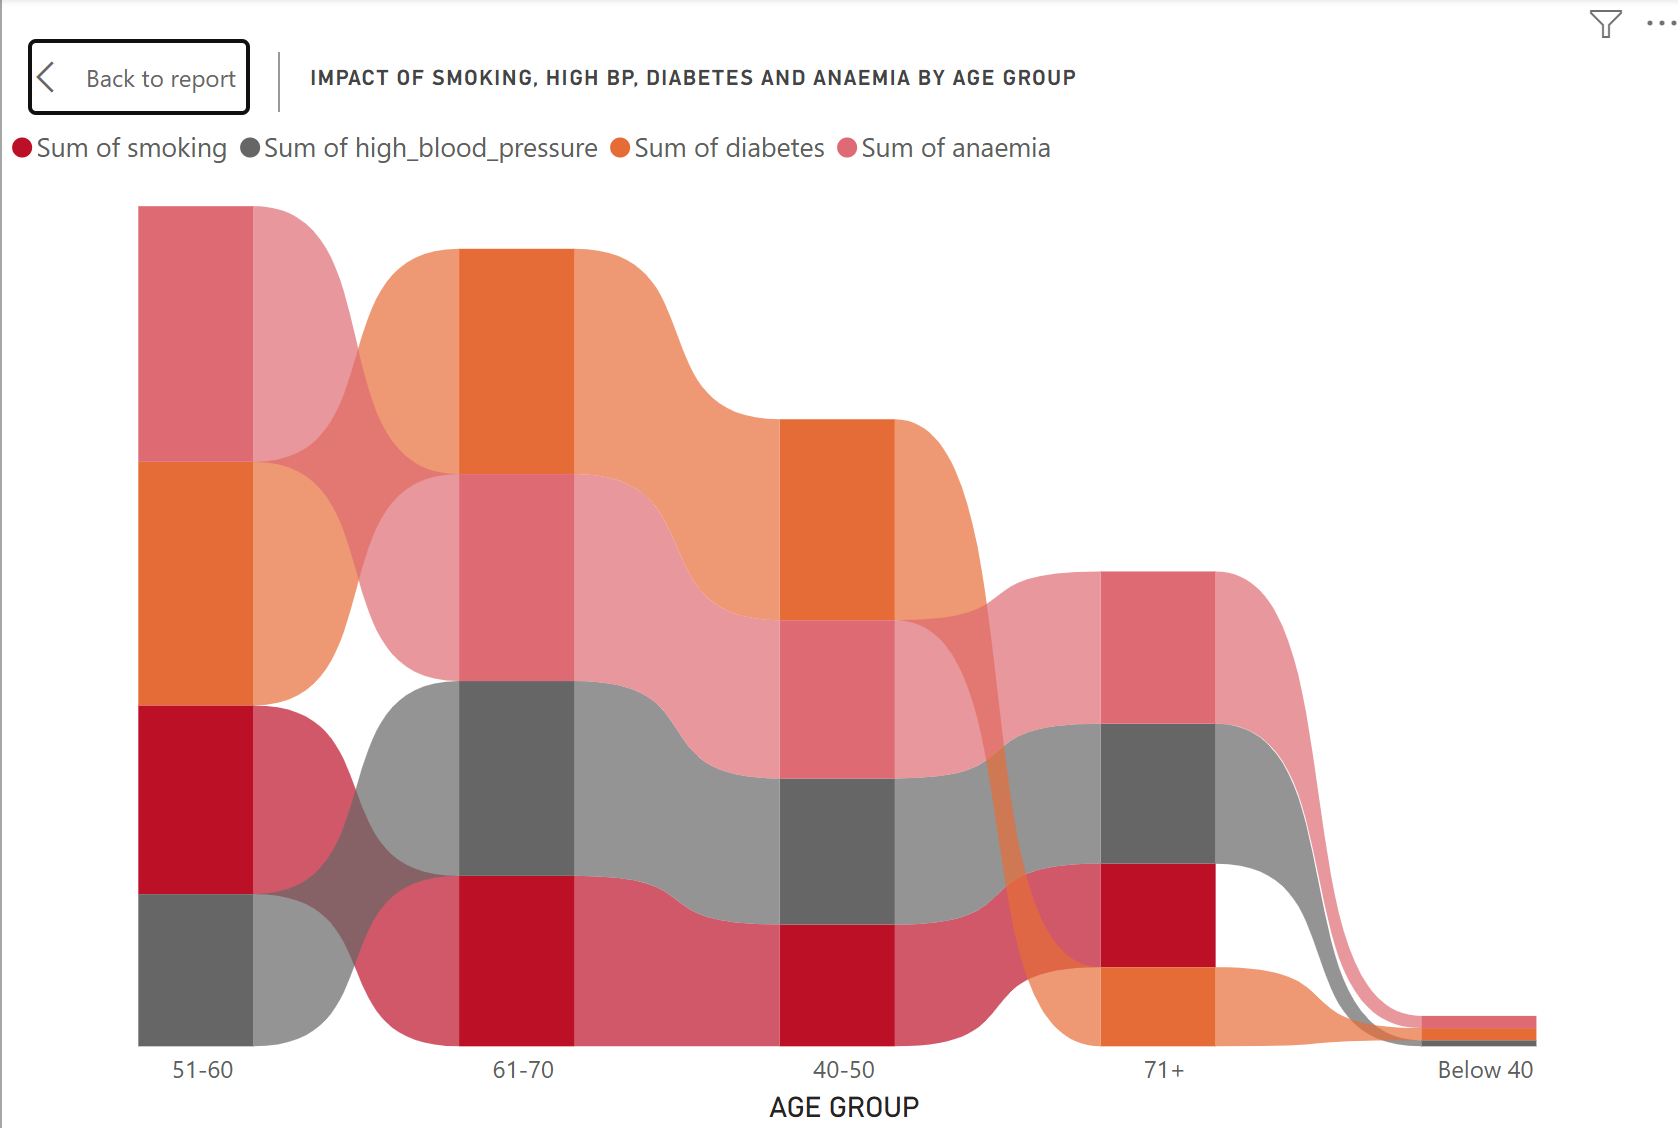 Back to report
IMPACT OF SMOKING, HIGH BP, DIABETES AND ANAEMIA BY AGE GROUP
Sum of smoking Sum of high_blood_pressure Sum of diabetes Sum of anaemia
51-60 61-70 40-50 71+ Below 40
AGE GROUP